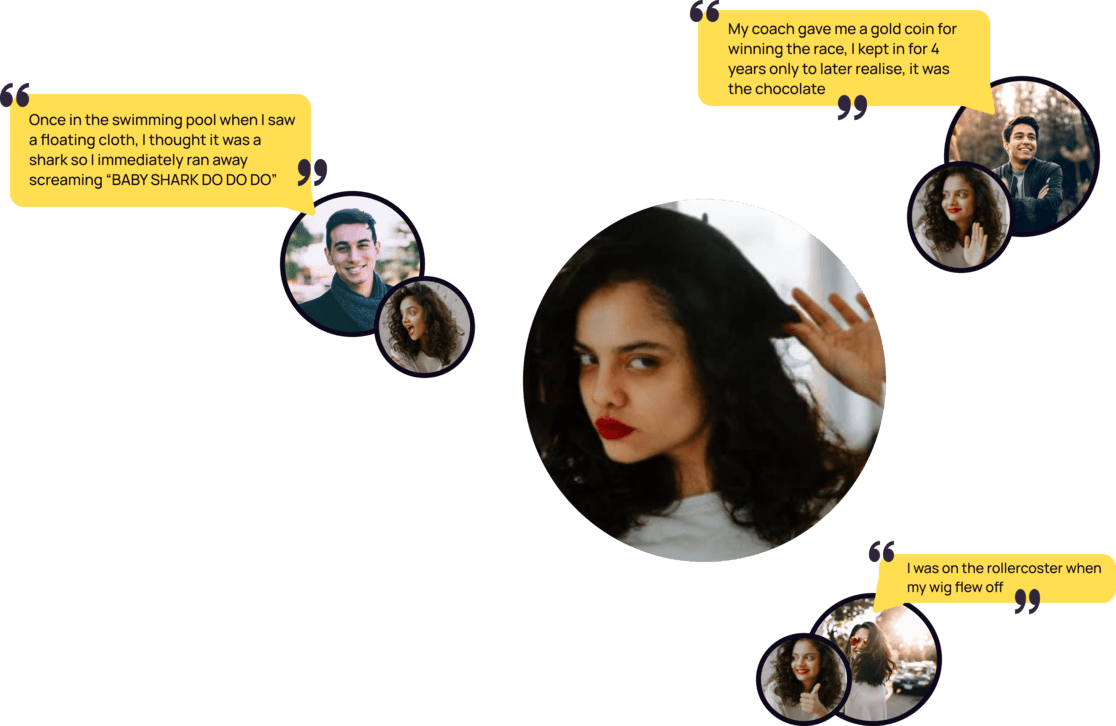 My coach gave me a gold coin for
winning the race, I kept in for 4
years only to later realise, it was
the chocolate
Once in the swimming pool when I saw
a floating cloth, I thought it was a
shark so I immediately ran away
screaming “BABY SHARK DO DO DO”
I was on the rollercoster when
my wig flew off